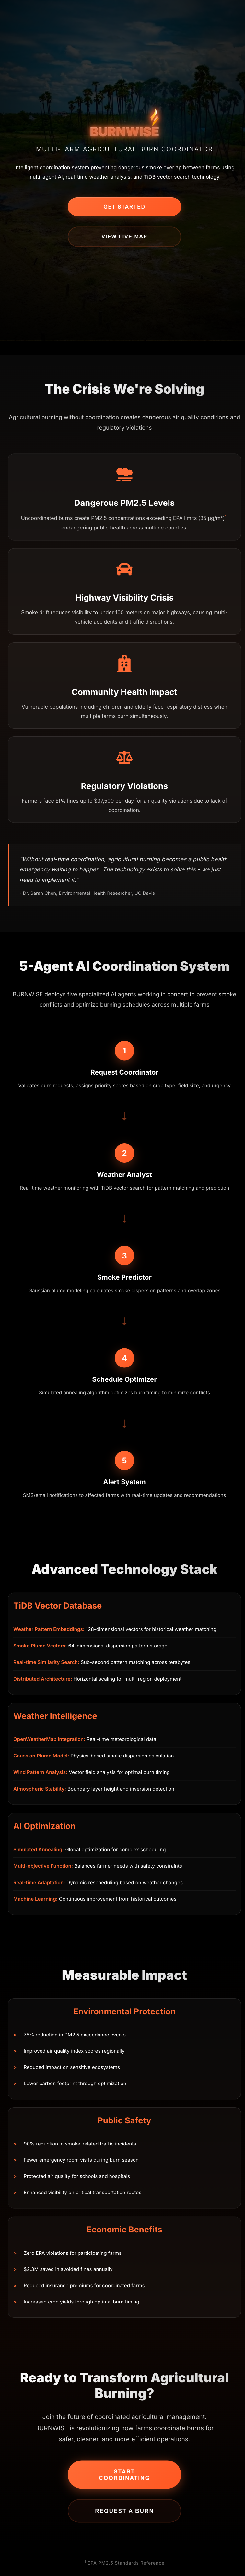 BURNWISE
MULTI-FARM AGRICULTURAL BURN COORDINATOR
Intelligent coordination system preventing dangerous smoke overlap between farms using
multi-agent AI, real-time weather analysis, and TiDB vector search technology.
GET STARTED
VIEW LIVE MAP
The Crisis We're Solving
Agricultural burning without coordination creates dangerous air quality conditions and
regulatory violations
Dangerous PM2.5 Levels
Uncoordinated burns create PM2.5 concentrations exceeding EPA limits (35 μg/m³)¹,
endangering public health across multiple counties.
Highway Visibility Crisis
Smoke drift reduces visibility to under 100 meters on major highways, causing multi-
vehicle accidents and traffic disruptions.
Community Health Impact
Vulnerable populations including children and elderly face respiratory distress when
multiple farms burn simultaneously.
Regulatory Violations
Farmers face EPA fines up to $37,500 per day for air quality violations due to lack of
coordination.
"Without real-time coordination, agricultural burning becomes a public health
emergency waiting to happen. The technology exists to solve this - we just
need to implement it."
- Dr. Sarah Chen, Environmental Health Researcher, UC Davis
5-Agent AI Coordination System
BURNWISE deploys five specialized AI agents working in concert to prevent smoke
conflicts and optimize burning schedules across multiple farms
1
Request Coordinator
Validates burn requests, assigns priority scores based on crop type, field size, and urgency
↓
2
Weather Analyst
Real-time weather monitoring with TiDB vector search for pattern matching and prediction
↓
3
Smoke Predictor
Gaussian plume modeling calculates smoke dispersion patterns and overlap zones
↓
4
Schedule Optimizer
Simulated annealing algorithm optimizes burn timing to minimize conflicts
↓
5
Alert System
SMS/email notifications to affected farms with real-time updates and recommendations
Advanced Technology Stack
TiDB Vector Database
Weather Pattern Embeddings: 128-dimensional vectors for historical weather matching
Smoke Plume Vectors: 64-dimensional dispersion pattern storage
Real-time Similarity Search: Sub-second pattern matching across terabytes
Distributed Architecture: Horizontal scaling for multi-region deployment
Weather Intelligence
OpenWeatherMap Integration: Real-time meteorological data
Gaussian Plume Model: Physics-based smoke dispersion calculation
Wind Pattern Analysis: Vector field analysis for optimal burn timing
Atmospheric Stability: Boundary layer height and inversion detection
AI Optimization
Simulated Annealing: Global optimization for complex scheduling
Multi-objective Function: Balances farmer needs with safety constraints
Real-time Adaptation: Dynamic rescheduling based on weather changes
Machine Learning: Continuous improvement from historical outcomes
Measurable Impact
Environmental Protection
> 75% reduction in PM2.5 exceedance events
> Improved air quality index scores regionally
> Reduced impact on sensitive ecosystems
> Lower carbon footprint through optimization
Public Safety
> 90% reduction in smoke-related traffic incidents
> Fewer emergency room visits during burn season
> Protected air quality for schools and hospitals
> Enhanced visibility on critical transportation routes
Economic Benefits
> Zero EPA violations for participating farms
> $2.3M saved in avoided fines annually
> Reduced insurance premiums for coordinated farms
> Increased crop yields through optimal burn timing
Ready to Transform Agricultural
Burning?
Join the future of coordinated agricultural management.
BURNWISE is revolutionizing how farms coordinate burns for
safer, cleaner, and more efficient operations.
START
COORDINATING
REQUEST A BURN
¹ EPA PM2.5 Standards Reference